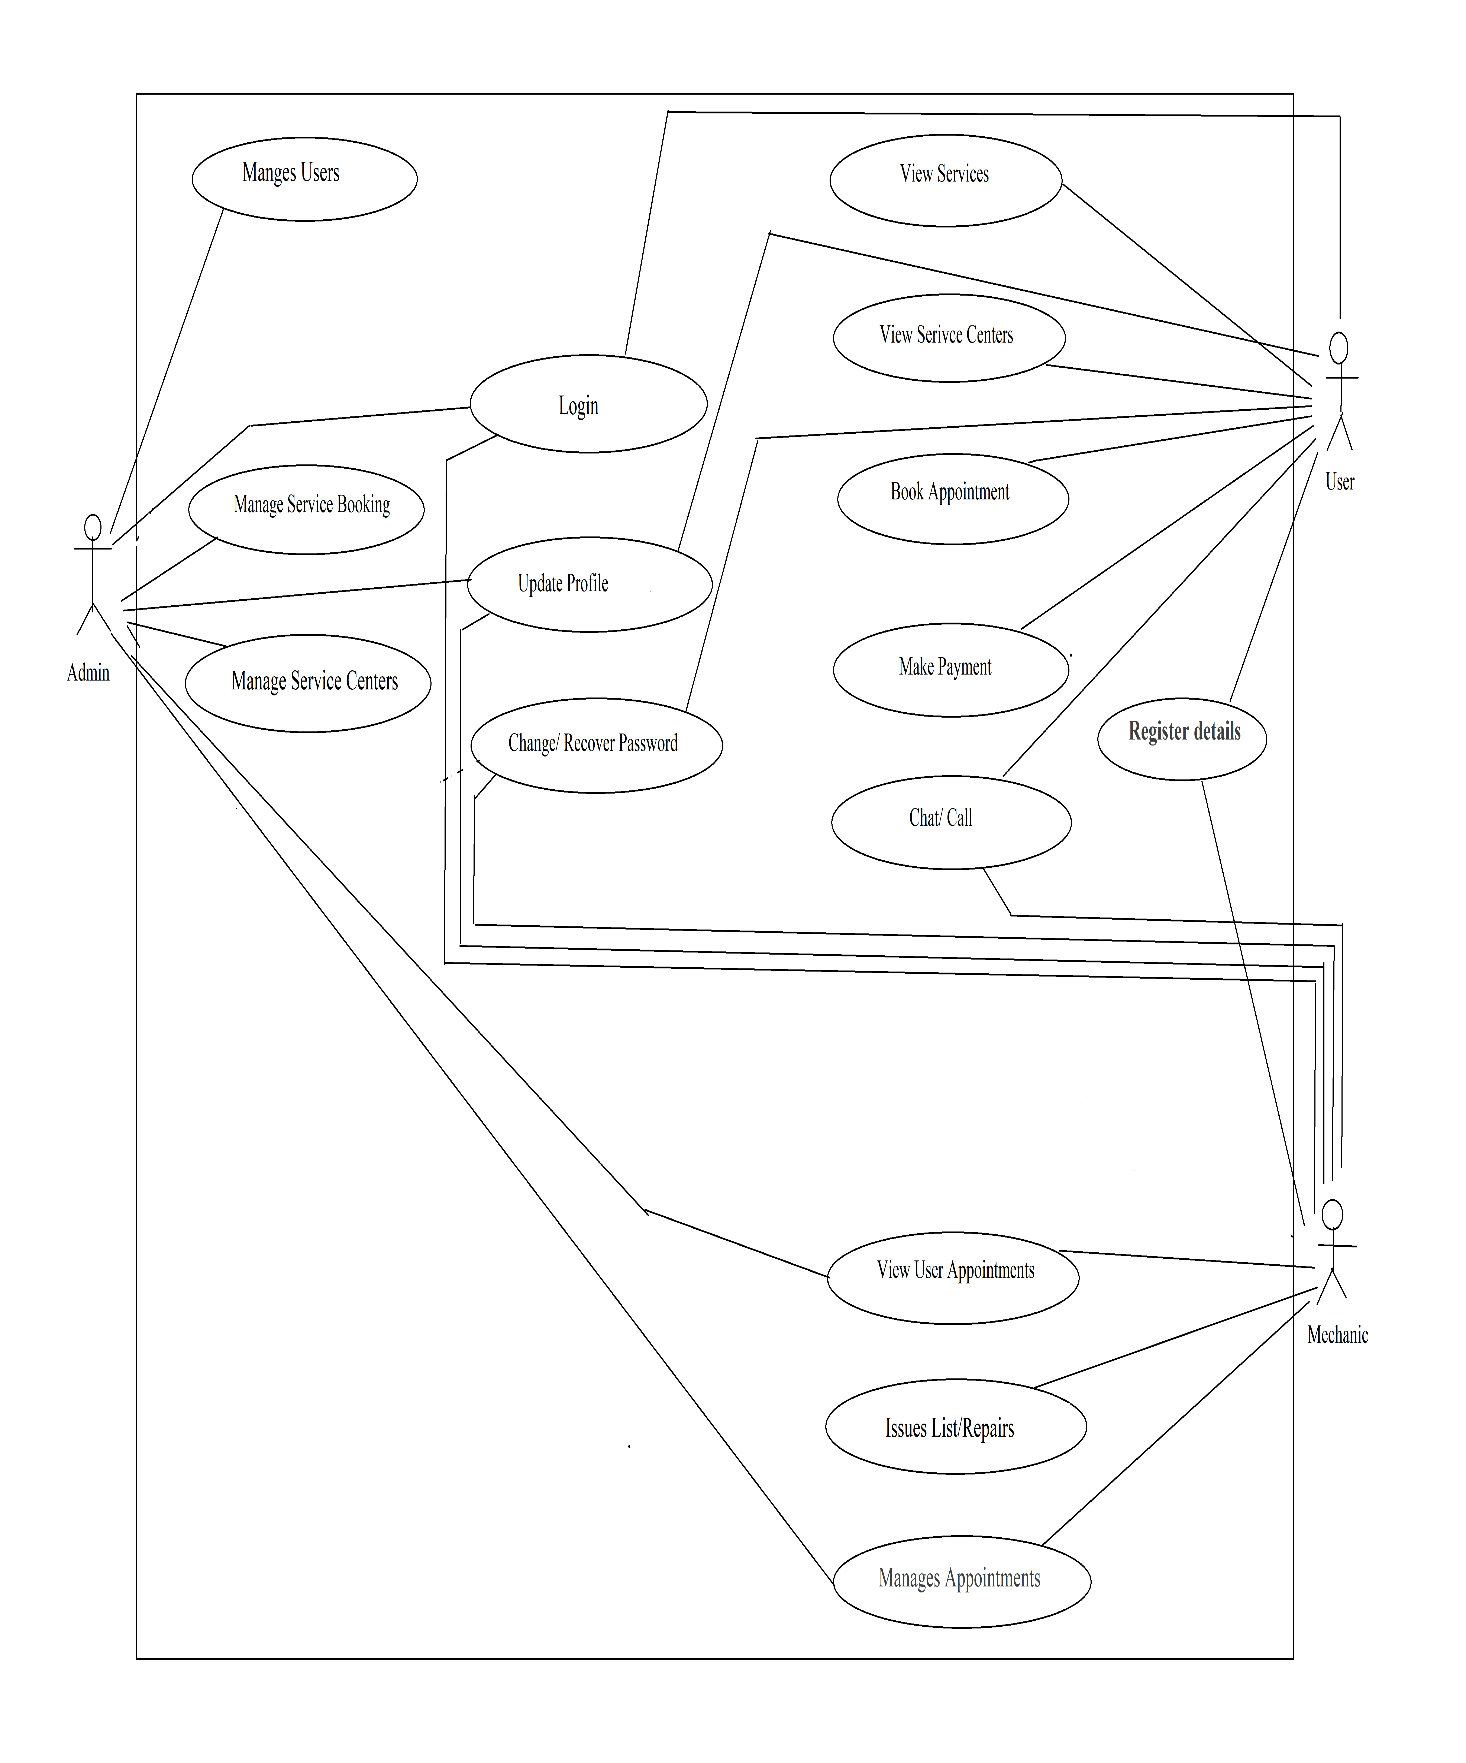 Manges Users
View Services
View Serivce Centers
Login
Manage Service Booking
Book Appointment
User
Update Profile
Admin
Manage Service Centers
Make Payment
Change/ Recover Password
Register details
Chat/ Call
View User Appointments
Mechanic
Issues List/Repairs
Manages Appointments